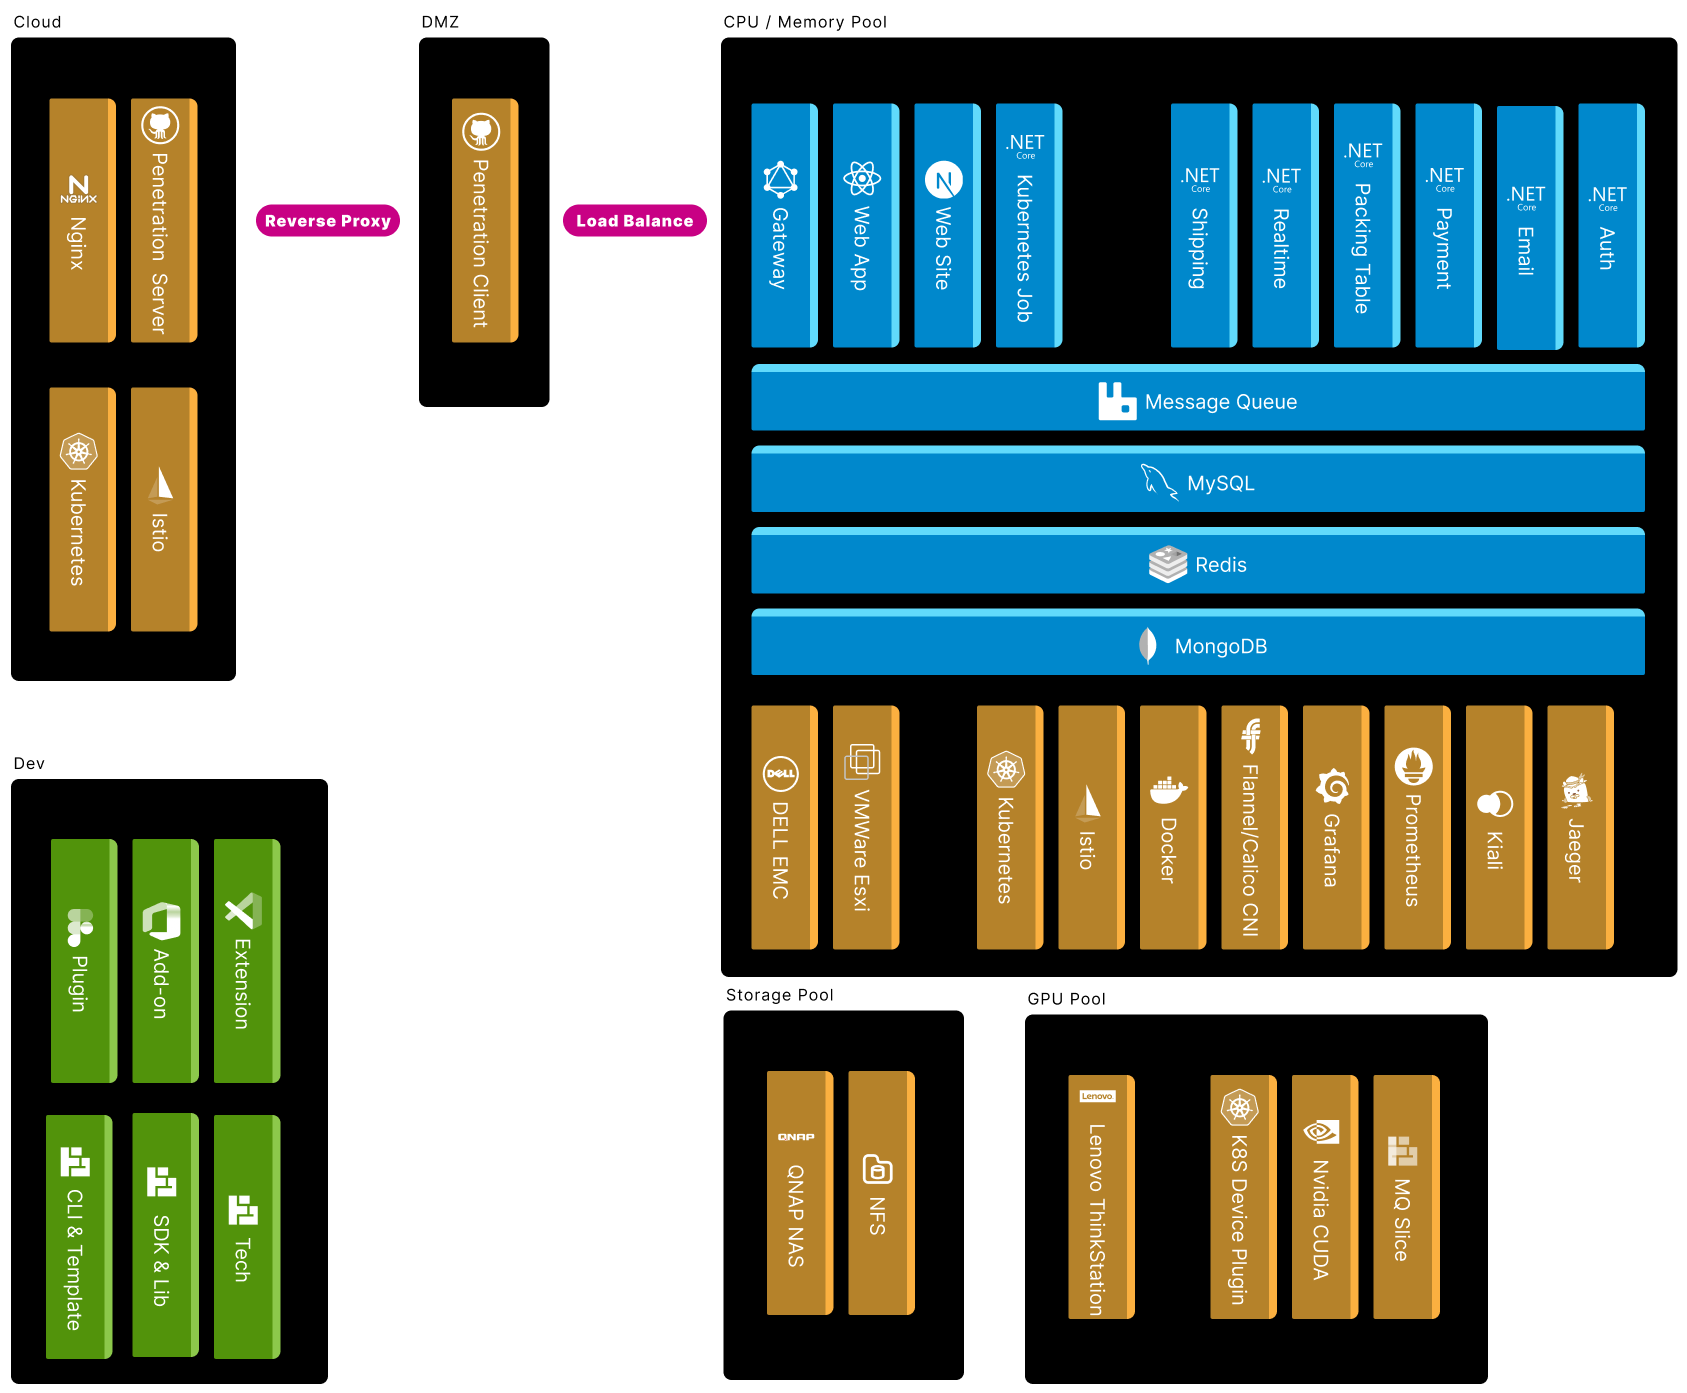 Cloud
NGINX
Nginx
Penetration Server
Kubernetes
Istio
Reverse Proxy
DMZ
Penetration Client
Load Balance
CPU / Memory Pool
Gateway
Web App
N
Web Site
.NET
Core
Kubernetes Job
.NET
Core
Shipping
.NET
Core
Realtime
.NET
Core
Packing Table
.NET
Core
Payment
.NET
Core
Email
.NET
Core
Auth
Message Queue
MySQL
Redis
MongoDB
DELL
DELL EMC
VMWare Esxi
Kubernetes
Istio
Docker
Flannel/Calico CNI
Grafana
Prometheus
Kiali
Jaeger
Dev
Plugin
Add-on
Extension
CLI & Template
SDK & Lib
Tech
Storage Pool
QNAP
QNAP NAS
NFS
GPU Pool
Lenovo
Lenovo ThinkStation
K8S Device Plugin
Nvidia CUDA
MQ Slice